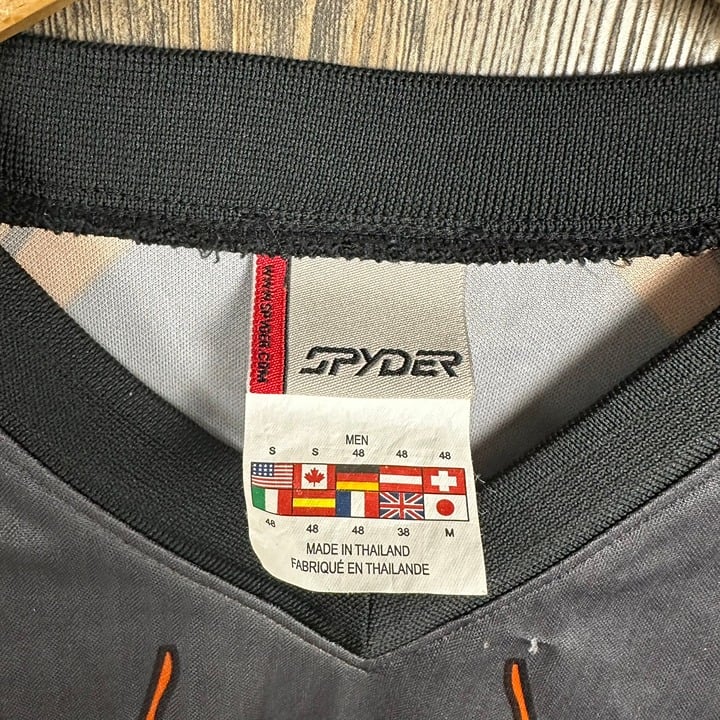 WWW.SPYDER.COM
SPYDER
MEN
S S 48 48 48
48 48 48 38 M
MADE IN THAILAND
FABRIQUÉ EN THAILANDE